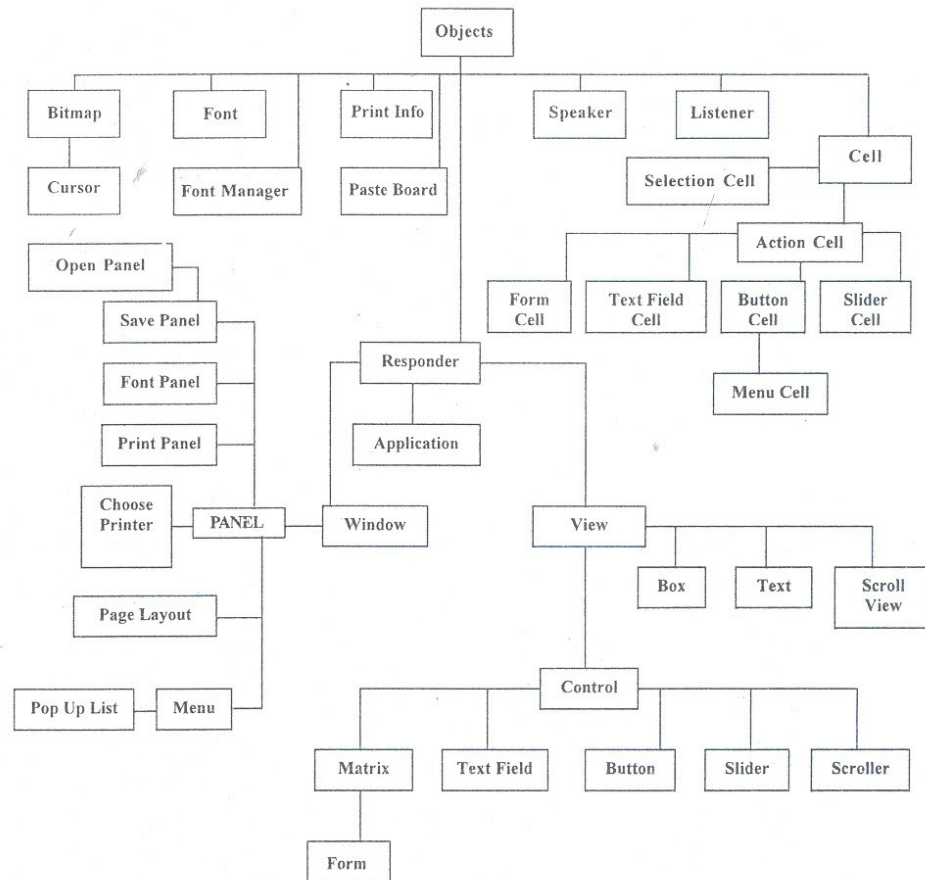 Objects
Bitmap
Font
Print Info
Speaker
Listener
Cell
Cursor
Font Manager
Paste Board
Selection Cell
Action Cell
Open Panel
Form
Cell
Text Field
Cell
Button
Cell
Slider
Cell
Save Panel
Responder
Font Panel
Menu Cell
Print Panel
Application
Choose
Printer
PANEL
Window
View
Box
Text
Scroll
View
Page Layout
Control
Pop Up List
Menu
Matrix
Text Field
Button
Slider
Scroller
Form